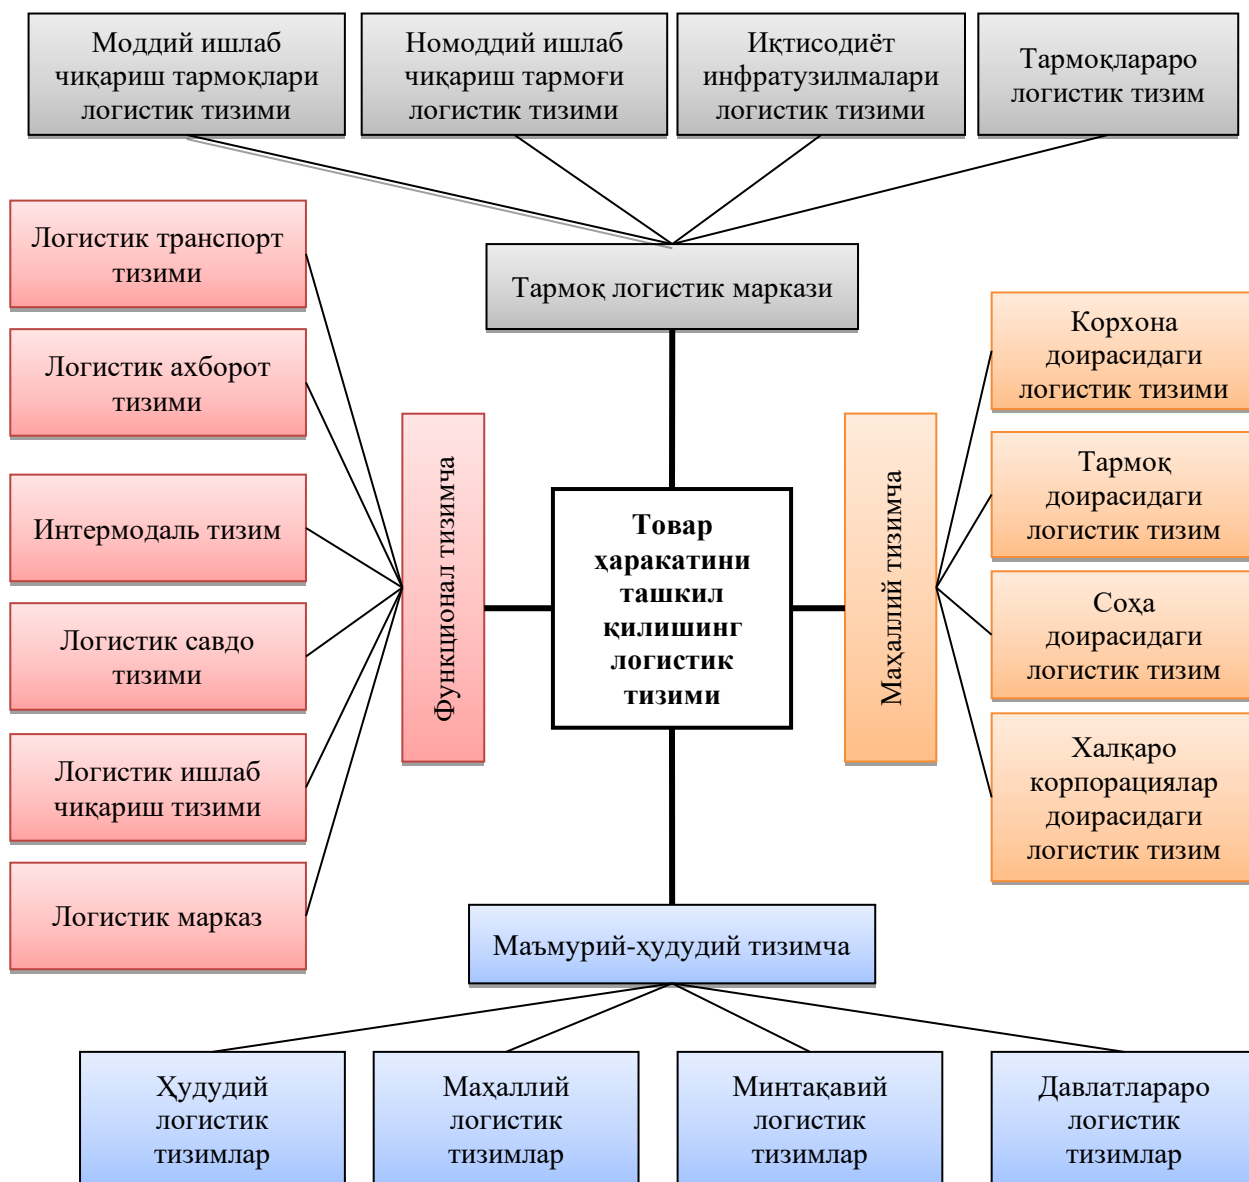 Моддий ишлаб
чиқариш тармоқлари
логистик тизими
Номоддий ишлаб
чиқариш тармоғи
логистик тизими
Иқтисодиёт
инфратузилмалари
логистик тизими
Тармоқлараро
логистик тизим
Тармоқ логистик маркази
Логистик транспорт
тизими
Логистик ахборот
тизими
Интермодаль тизим
Логистик савдо
тизими
Логистик ишлаб
чиқариш тизими
Логистик марказ
Функционал тизимча
Товар
ҳаракатини
ташкил
қилишинг
логистик
тизими
Маҳаллий тизимча
Корхона
доирасидаги
логистик тизими
Тармоқ
доирасидаги
логистик тизим
Соҳа
доирасидаги
логистик тизим
Халқаро
корпорациялар
доирасидаги
логистик тизим
Маъмурий-ҳудудий тизимча
Ҳудудий
логистик
тизимлар
Маҳаллий
логистик
тизимлар
Минтақавий
логистик
тизимлар
Давлатлараро
логистик
тизимлар